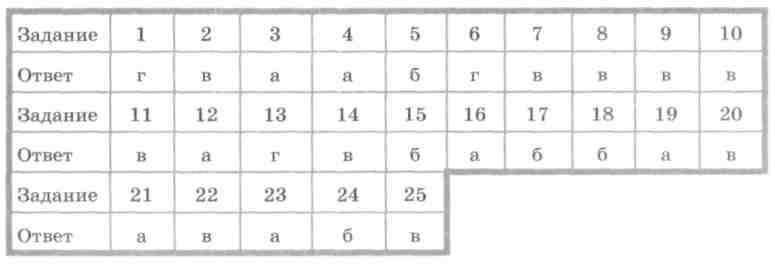 Задание 1 2 3 4 5 6 7 8 9 10
Ответ г в а а б г в в в в
Задание 11 12 13 14 15 16 17 18 19 20
Ответ в а г в б а б б а в
Задание 21 22 23 24 25
Ответ а в а б в